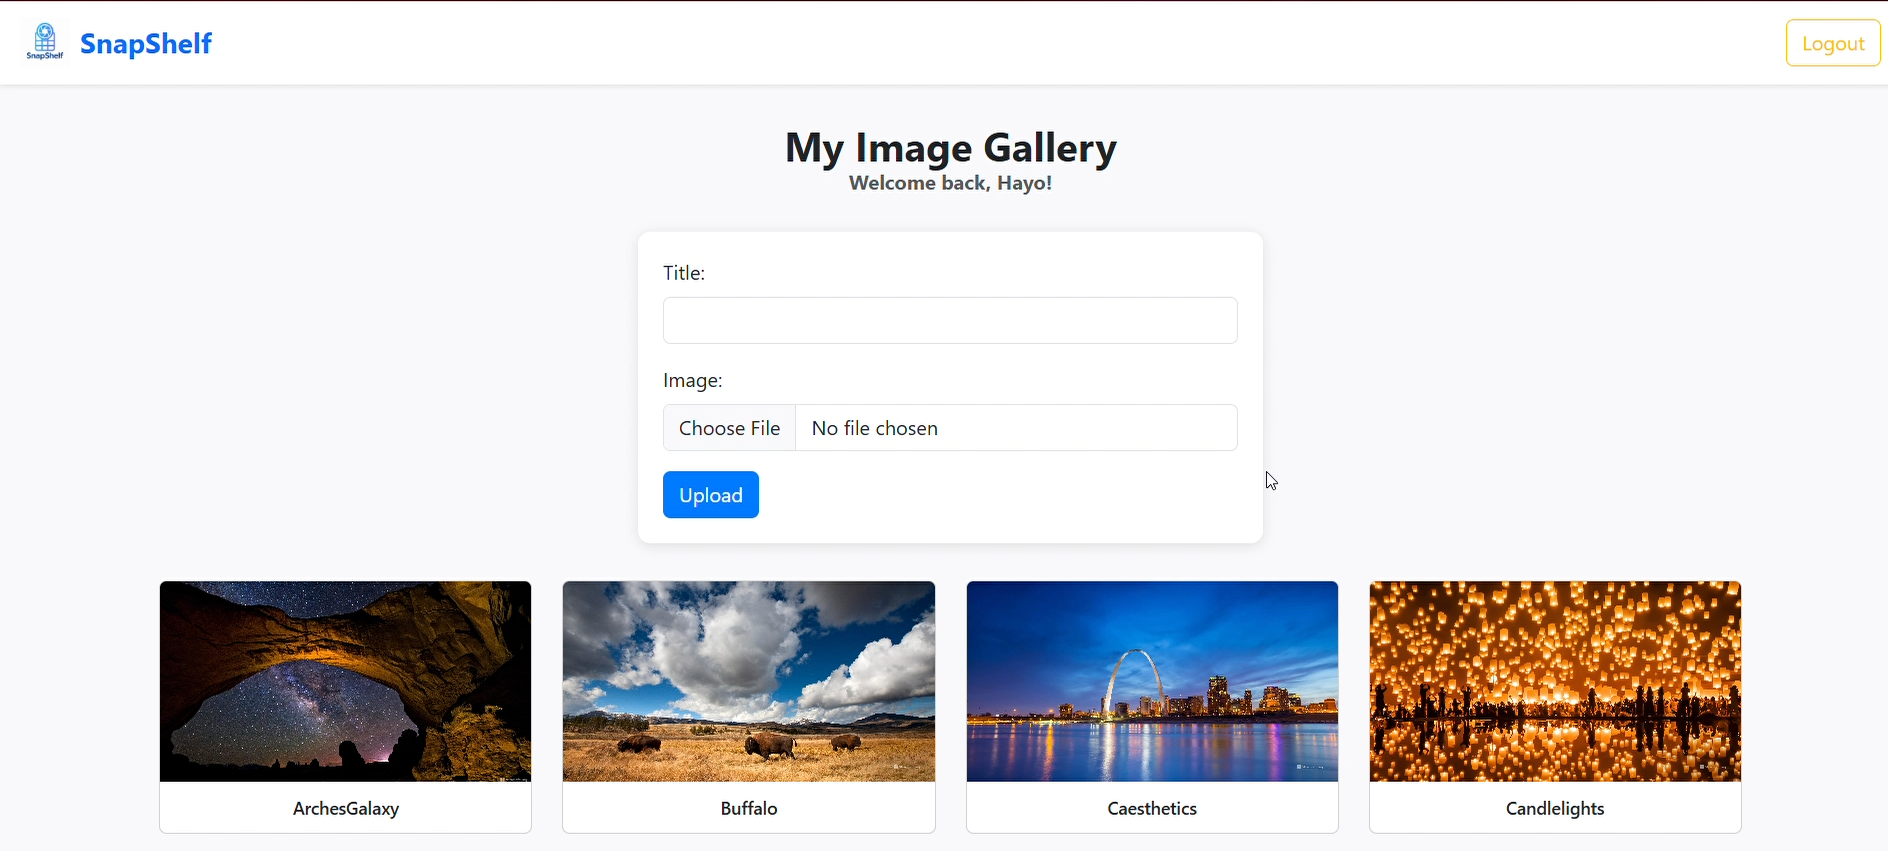 SnapShelf
SnapShelf
Logout
My Image Gallery
Welcome back, Hayo!
Title:
Image:
Choose File
No file chosen
Upload
ArchesGalaxy
Buffalo
Caesthetics
Candlelights